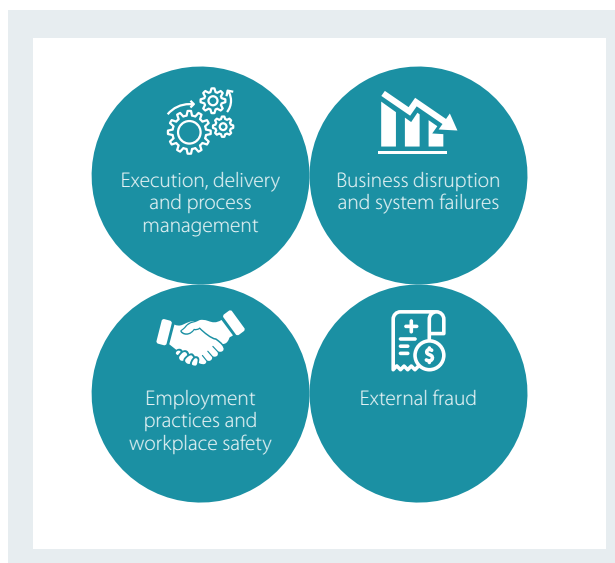 Execution, delivery
and process
management
Business disruption
and system failures
Employment
practices and
workplace safety
External fraud
$